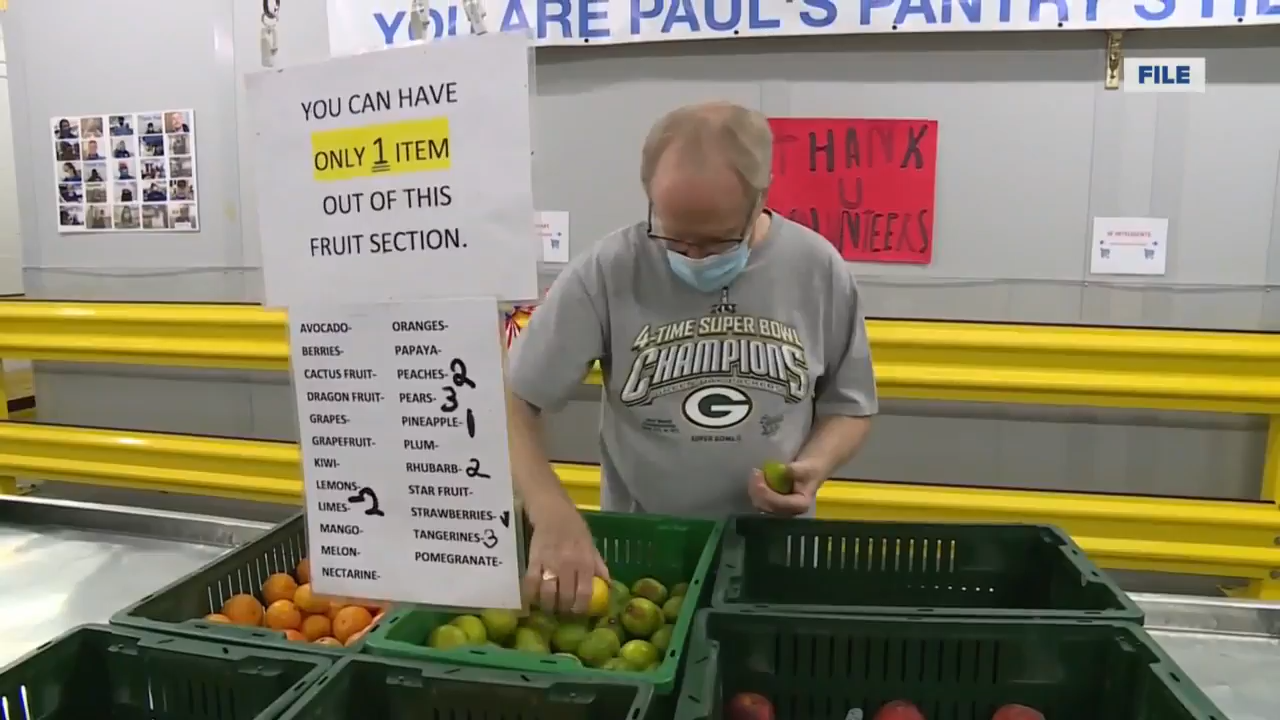 YOU ARE PAUL'S PANTRY'S
FILE
YOU CAN HAVE
ONLY 1 ITEM
OUT OF THIS
FRUIT SECTION.
AVOCADO-
BERRIES-
CACTUS FRUIT-
DRAGON FRUIT-
GRAPES-
GRAPEFRUIT-
KIWI-
LEMONS-
LIMES-2
MANGO-
MELON-
NECTARINE-
ORANGES-
PAPAYA-
PEACHES-2
PEARS-3
PINEAPPLE-1
PLUM-
RHUBARB-2
STAR FRUIT-
STRAWBERRIES-
TANGERINES-3
POMEGRANATE-
THANK
U
VOLUNTEERS
4-TIME SUPER BOWL
CHAMPIONS
G